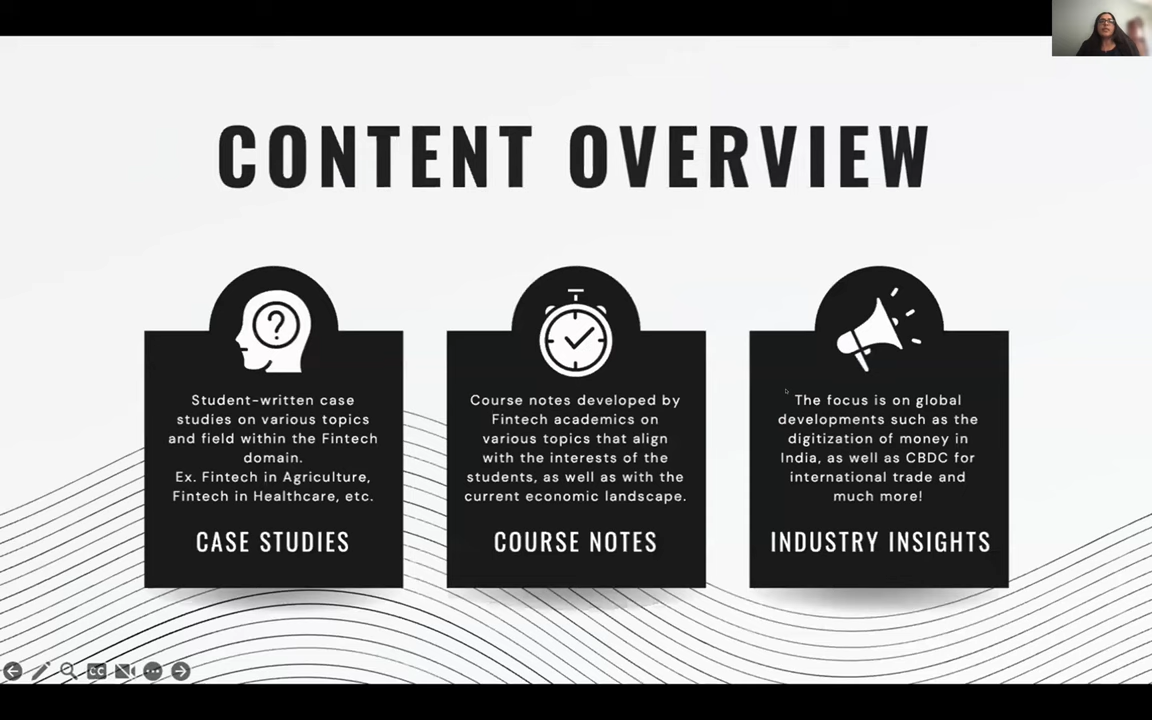 CONTENT OVERVIEW
Student-written case
studies on various topics
and field within the Fintech
domain.
Ex. Fintech in Agriculture,
Fintech in Healthcare, etc.
CASE STUDIES
Course notes developed by
Fintech academics on
various topics that align
with the interests of the
students, as well as with the
current economic landscape.
COURSE NOTES
The focus is on global
developments such as the
digitization of money in
India, as well as CBDC for
international trade and
much more!
INDUSTRY INSIGHTS
CC